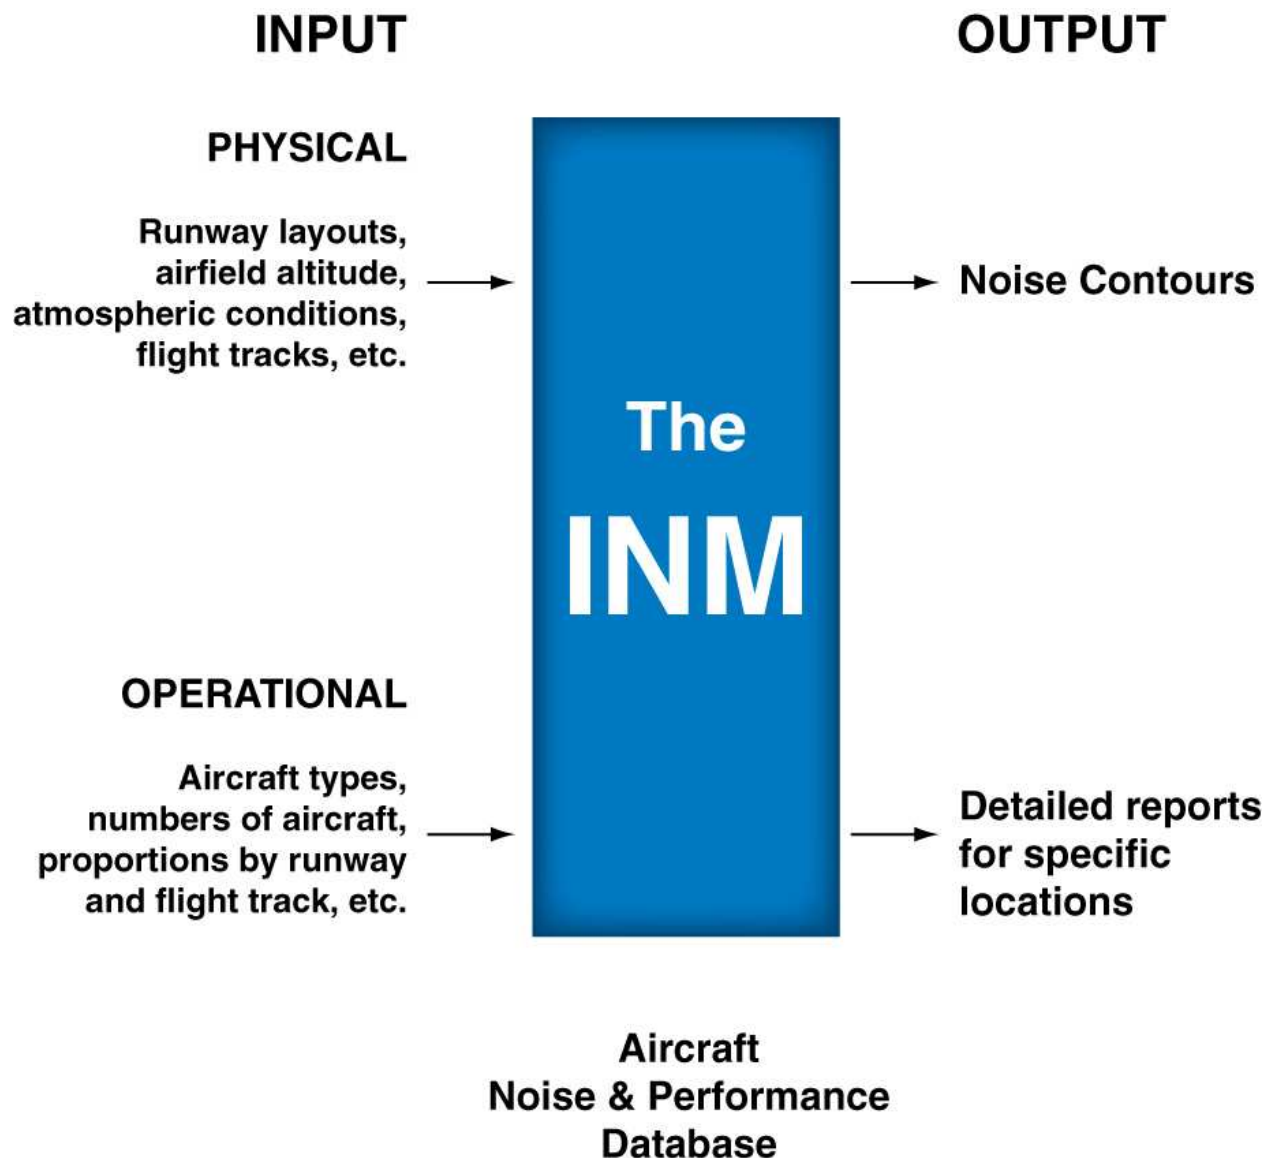 INPUT
OUTPUT
PHYSICAL
Runway layouts,
airfield altitude,
atmospheric conditions,
flight tracks, etc.
Noise Contours
The
INM
OPERATIONAL
Aircraft types,
numbers of aircraft,
proportions by runway
and flight track, etc.
Detailed reports
for specific
locations
Aircraft
Noise & Performance
Database